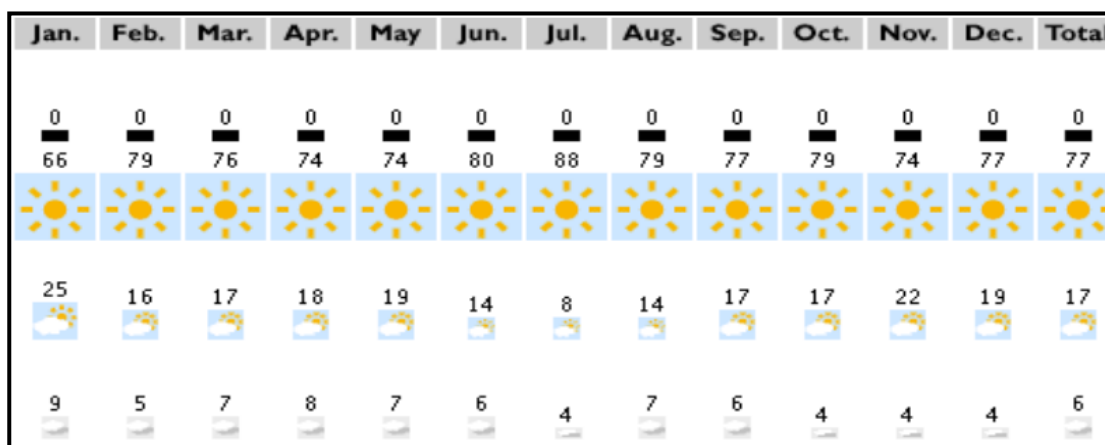 Jan. Feb. Mar. Apr. May Jun. Jul. Aug. Sep. Oct. Nov. Dec. Total
0 0 0 0 0 0 0 0 0 0 0 0 0
66 79 76 74 74 80 88 79 77 79 74 77 77
25 16 17 18 19 14 8 14 17 17 22 19 17
9 5 7 8 7 6 4 7 6 4 4 4 6